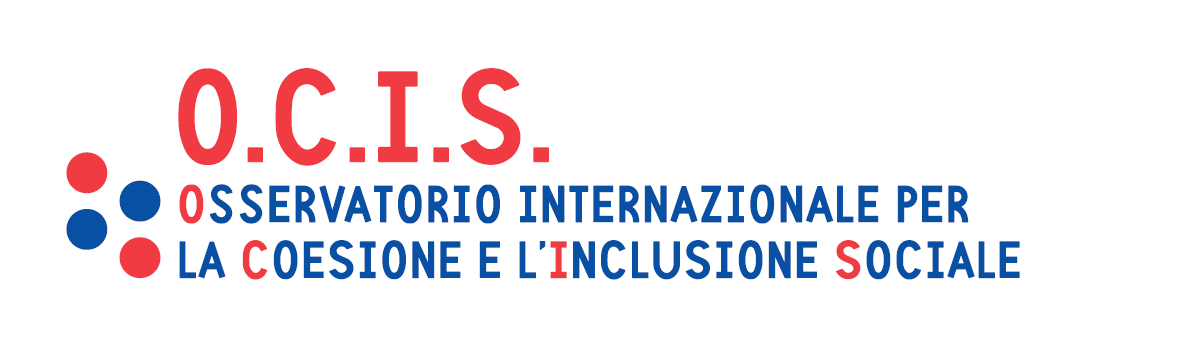 O.C.I.S.
OSSERVATORIO INTERNAZIONALE PER
LA COESIONE E L'INCLUSIONE SOCIALE